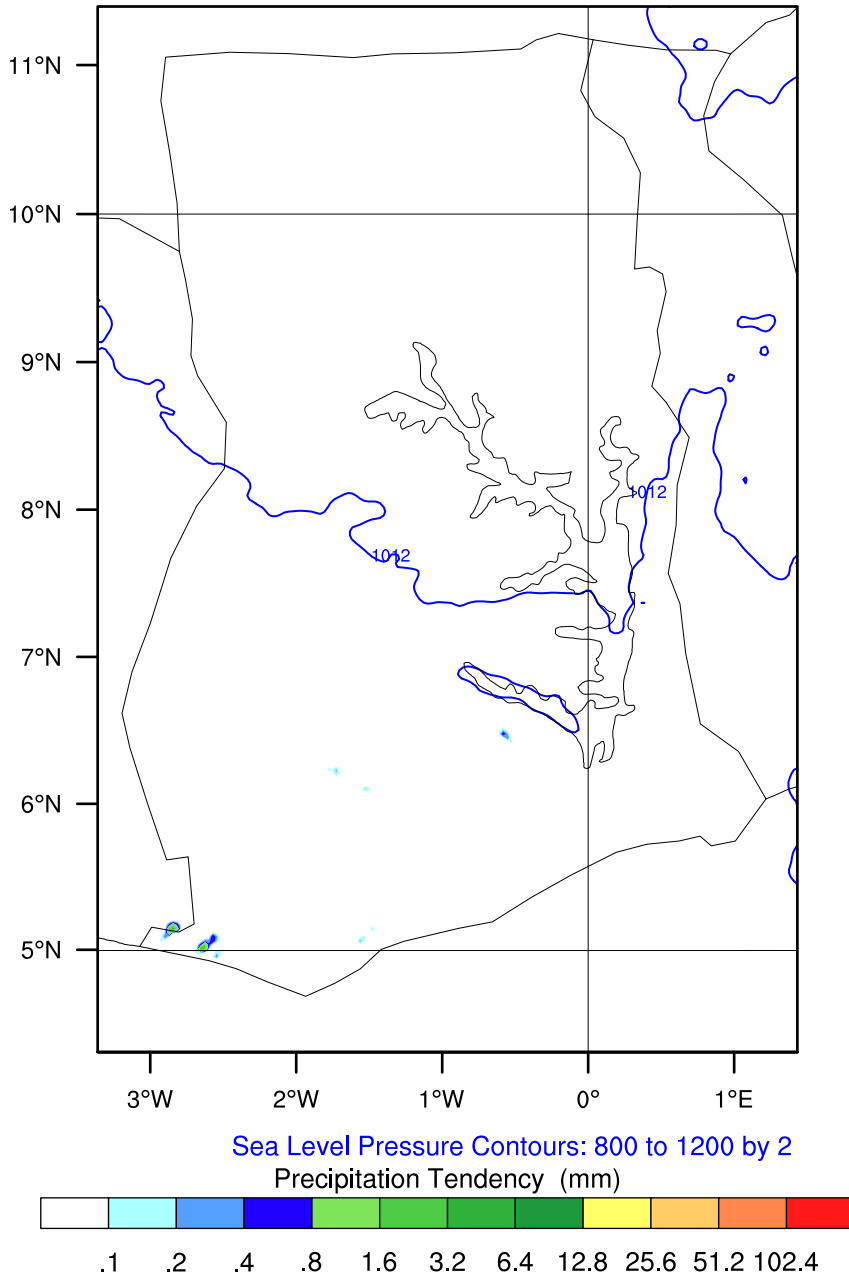 11°N
10°N
9°N
8°N
7°N
6°N
5°N
1012
1012
3°W 2°W 1°W 0° 1°E
Sea Level Pressure Contours: 800 to 1200 by 2
Precipitation Tendency (mm)
.1 .2 .4 .8 1.6 3.2 6.4 12.8 25.6 51.2 102.4